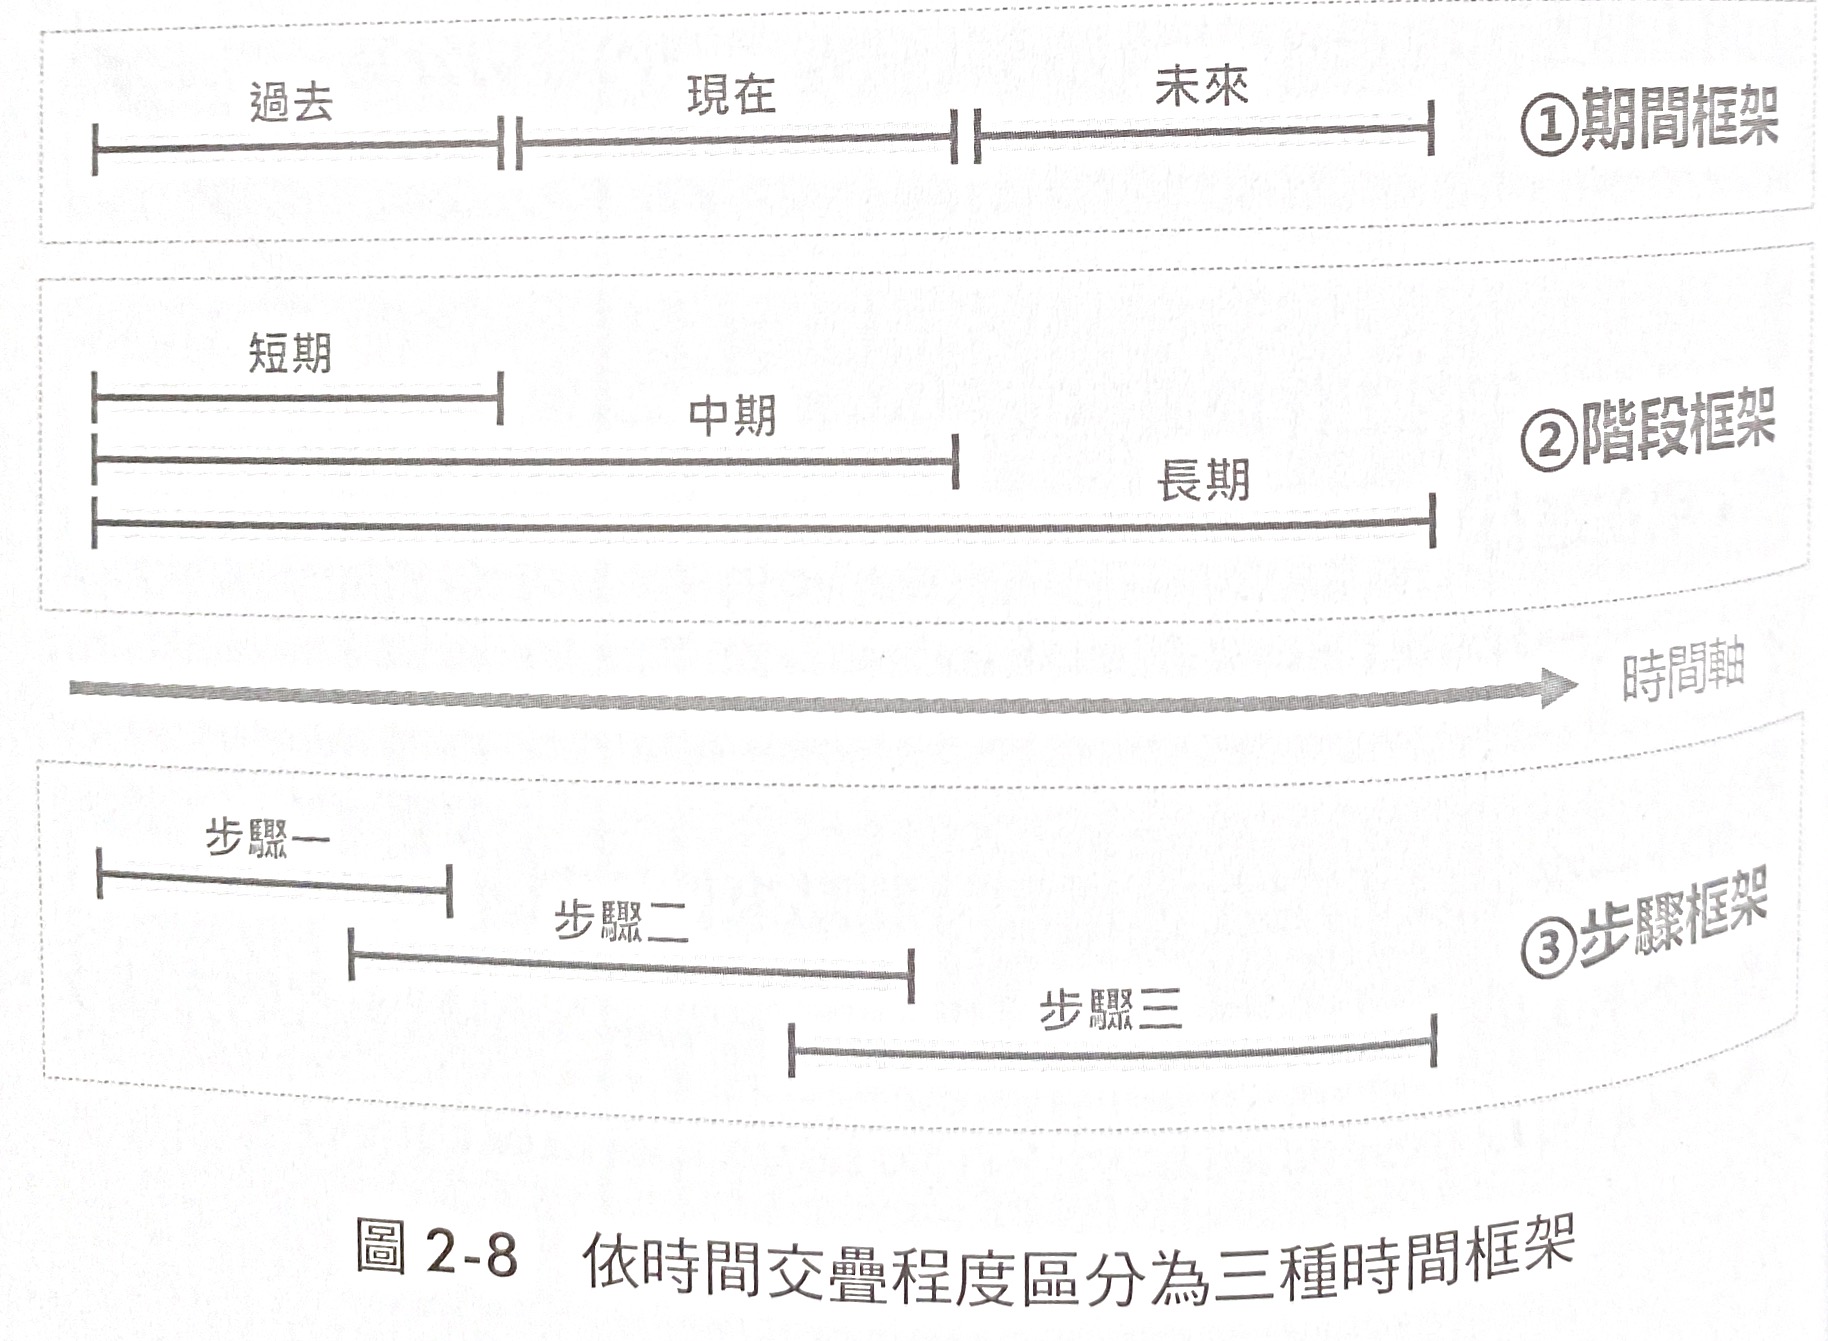 過去
現在
未來
①期間框架
短期
中期
長期
②階段框架
時間軸
步驟一
步驟二
步驟三
③步驟框架
圖 2-8 依時間交疊程度區分為三種時間框架